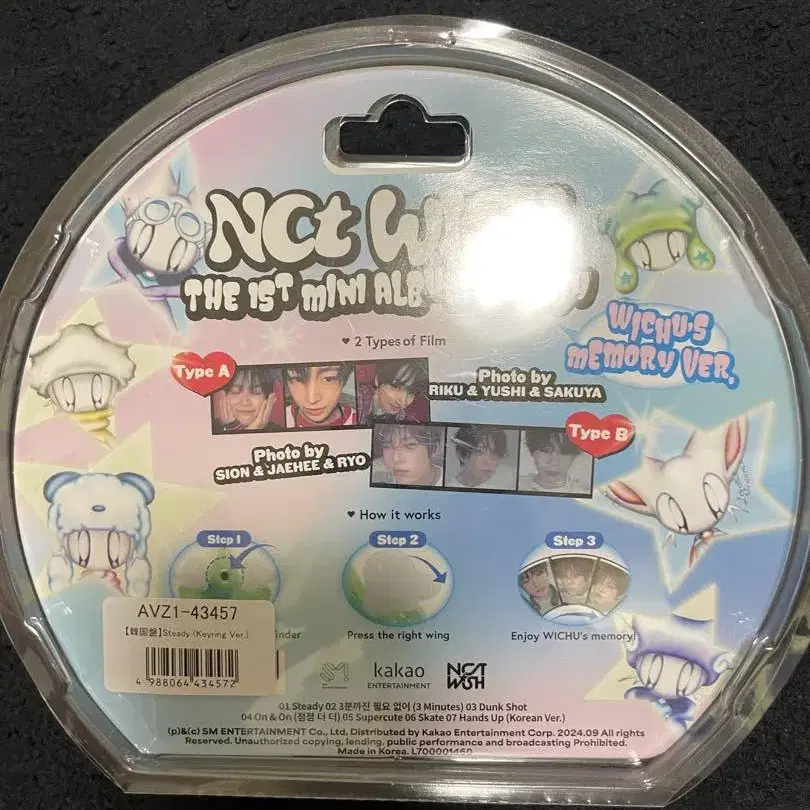 NCT W
THE 1ST MINI ALB
WICHU'S
MEMORY VER.
♥ 2 Types of Film
Type A
Photo by
RIKU & YUSHI & SAKUYA
Type B
Photo by
SION & JAEHEE & RYO
♥ How it works
Step 1
Step 2
Step 3
Press the right wing
Enjoy WICHU's memory!
AVZ1-43457
【韓国盤】Steady (Keyring Ver.)
4 988064 434572
SM
kakao
ENTERTAINMENT
NCT
WISH
01 Steady 02 3분까진 필요 없어 (3 Minutes) 03 Dunk Shot
04 On & On (점점 더 더) 05 Supercute 06 Skate 07 Hands Up (Korean Ver.)
(p)&(c) SM ENTERTAINMENT Co., Ltd. Distributed by Kakao Entertainment Corp. 2024.09 All rights
Reserved. Unauthorized copying, lending, public performance and broadcasting Prohibited.
Made in Korea. L700001460